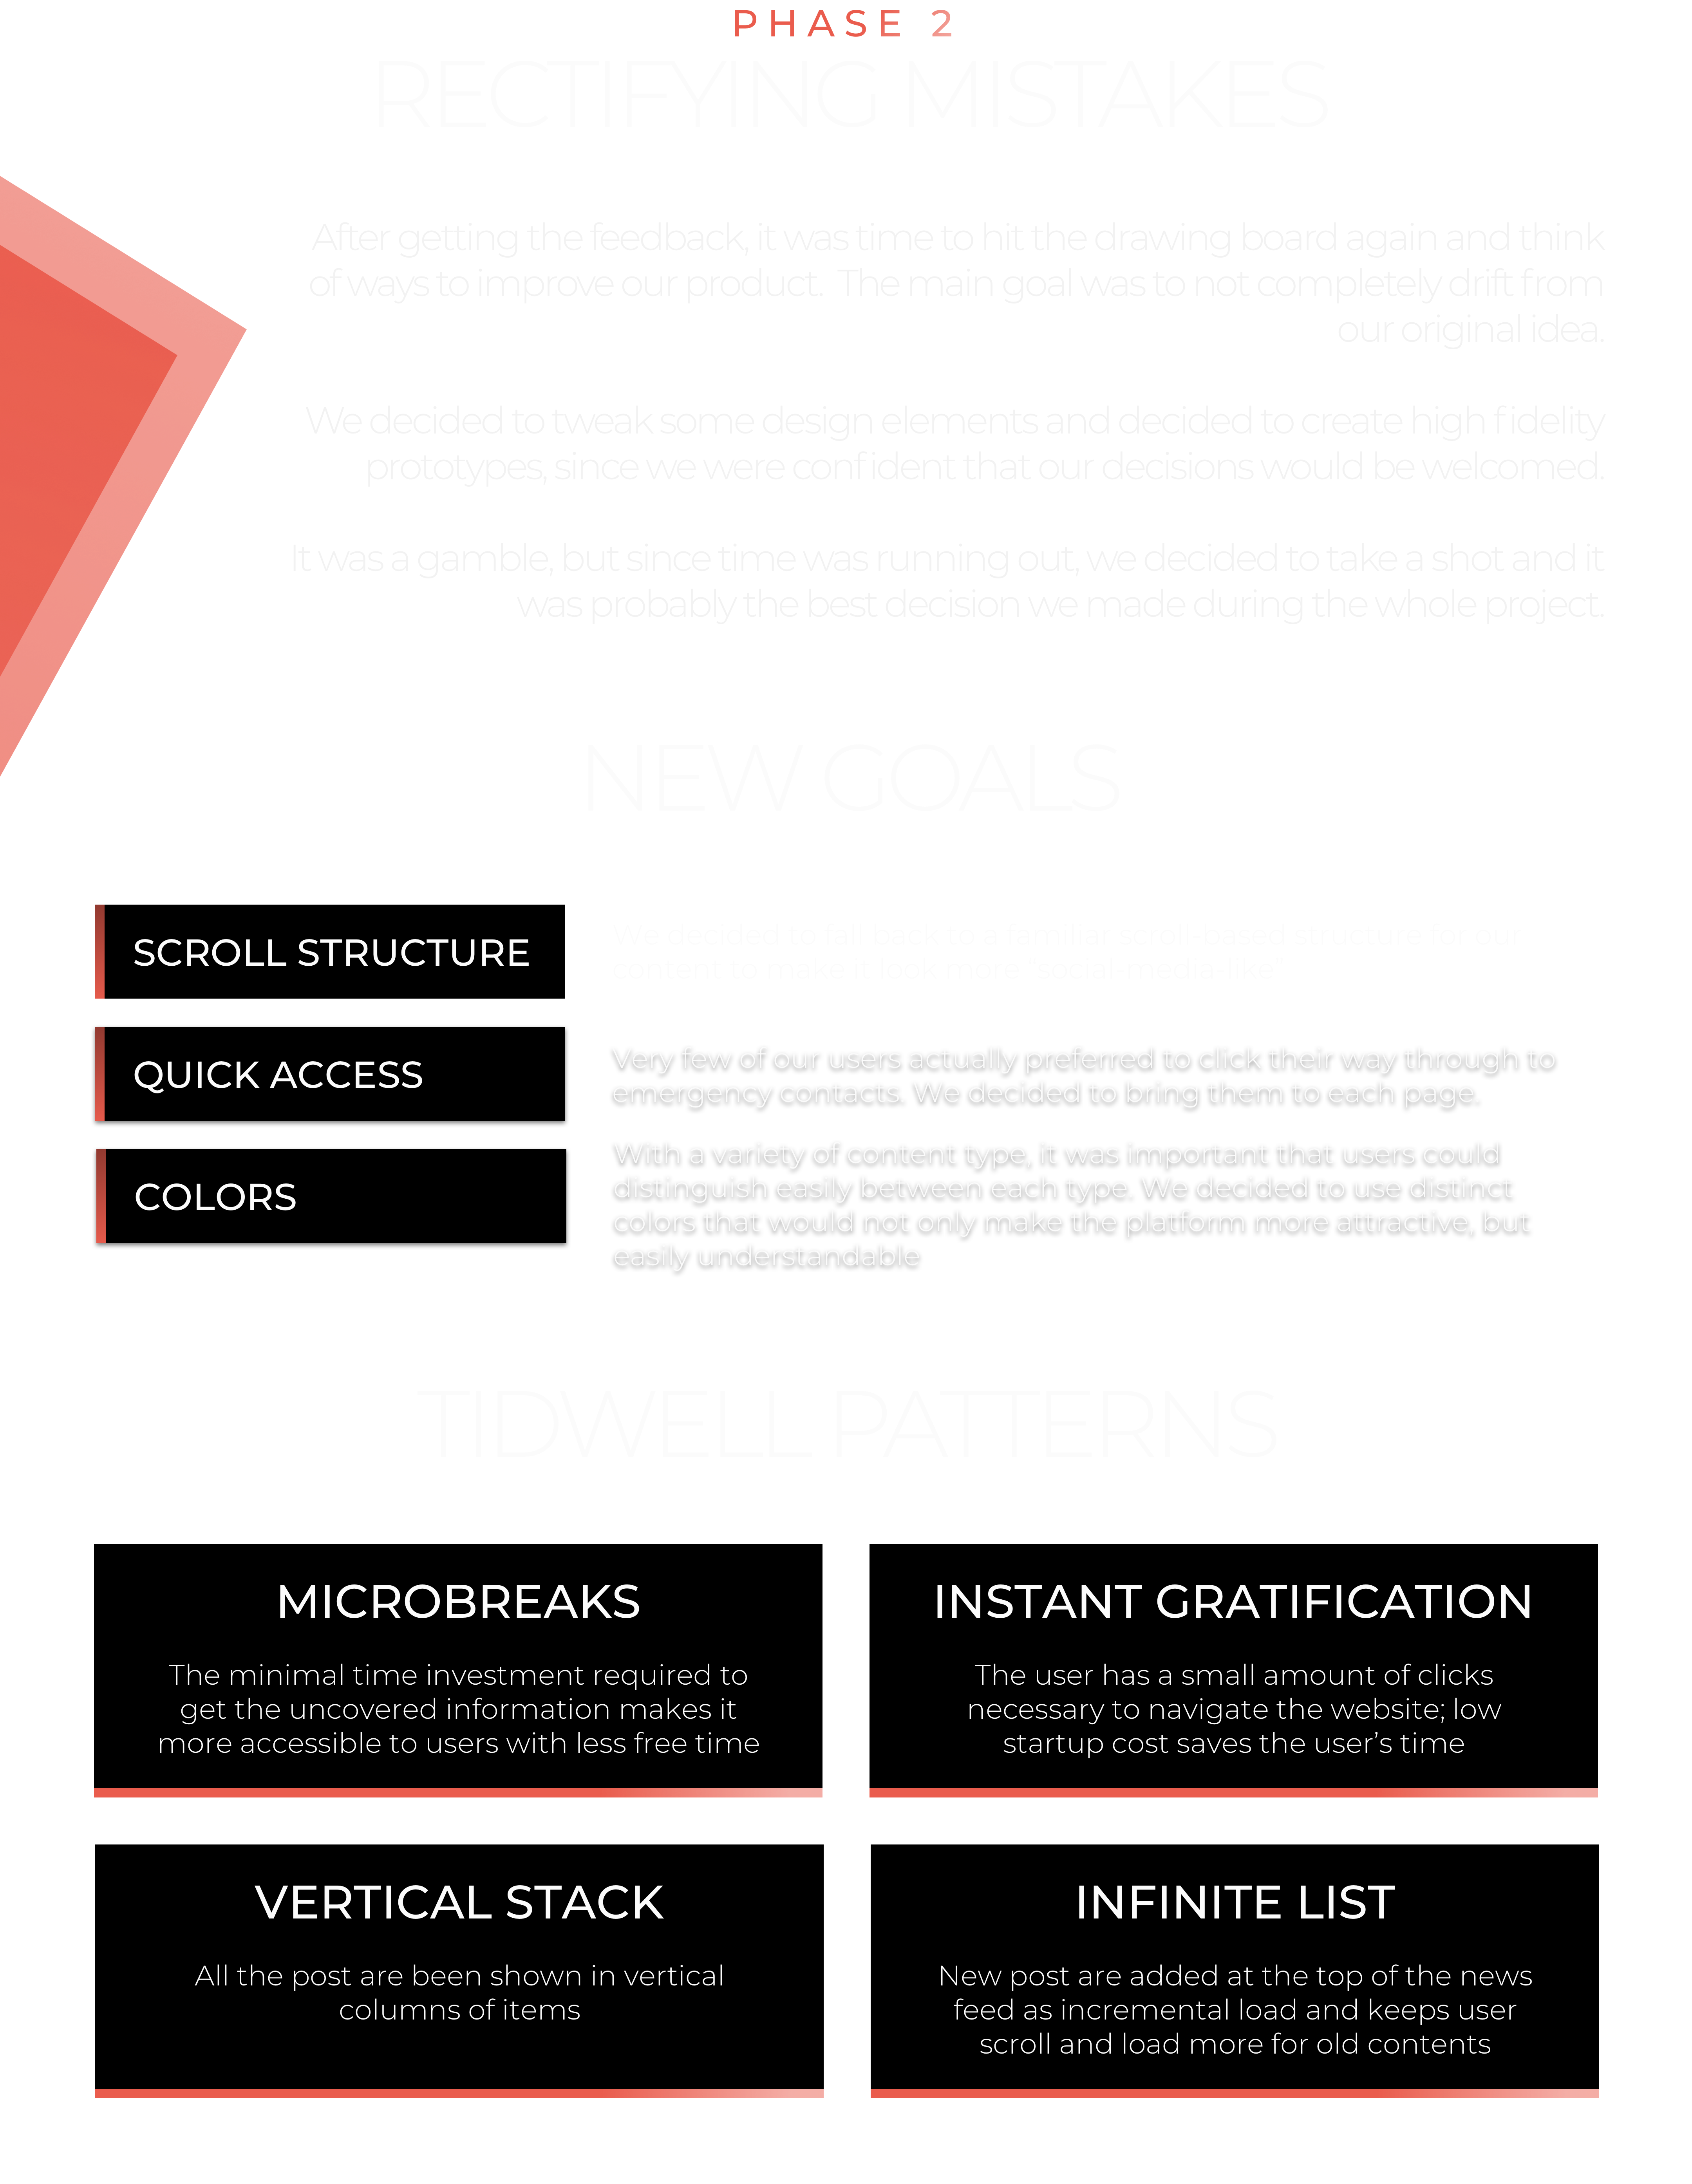 PHASE 2
RECTIFYING MISTAKES
After getting the feedback, it was time to hit the drawing board again and think
of ways to improve our product. The main goal was to not completely drift from
our original idea.
We decided to tweak some design elements and decided to create high fidelity
prototypes, since we were confident that our decisions would be welcomed.
It was a gamble, but since time was running out, we decided to take a shot and it
was probably the best decision we made during the whole project.
NEW GOALS
SCROLL STRUCTURE
We decided to fall back to a familiar scroll-based structure for our
content to make it look more "social-media-like
QUICK ACCESS
Very few of our users actually preferred to click their way through to
emergency contacts. We decided to bring them to each page.
COLORS
With a variety of content type, it was important that users could
distinguish easily between each type. We decided to use distinct
colors that would not only make the platform more attractive, but
easily understandable
TIDWELL PATTERNS
MICROBREAKS
The minimal time investment required to
get the uncovered information makes it
more accessible to users with less free time
INSTANT GRATIFICATION
The user has a small amount of clicks
necessary to navigate the website; low
startup cost saves the user’s time
VERTICAL STACK
All the post are been shown in vertical
columns of items
INFINITE LIST
New post are added at the top of the news
feed as incremental load and keeps user
scroll and load more for old contents